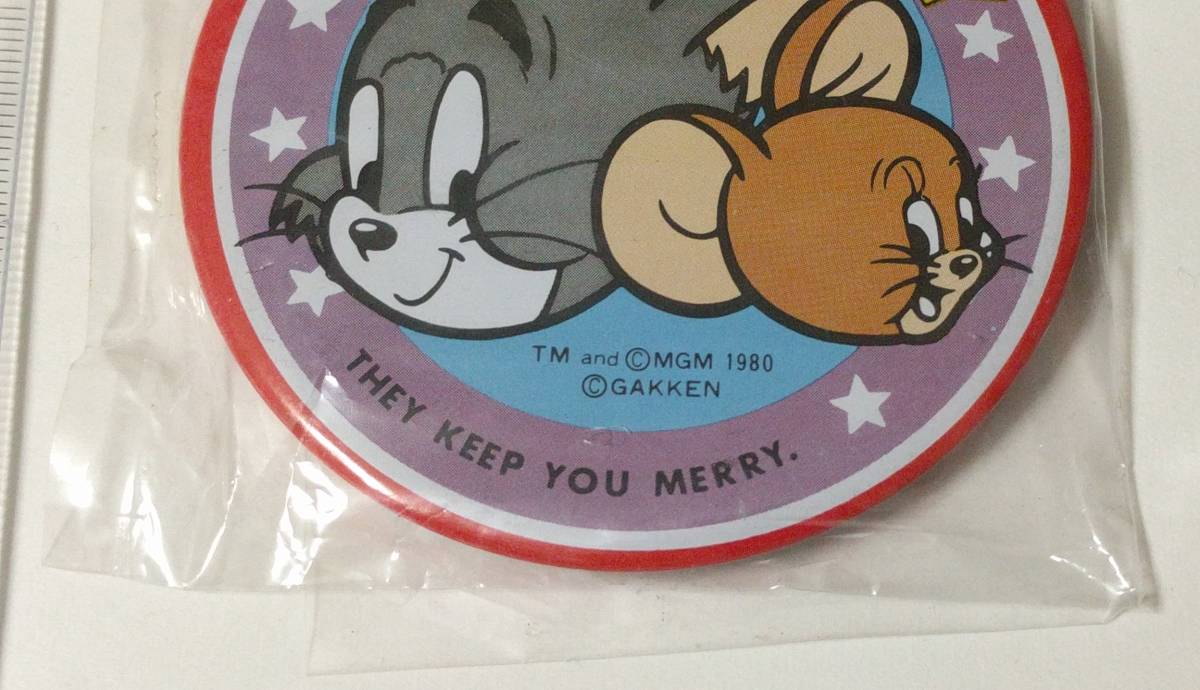 TM and ©MGM 1980
©GAKKEN
THEY KEEP YOU MERRY.